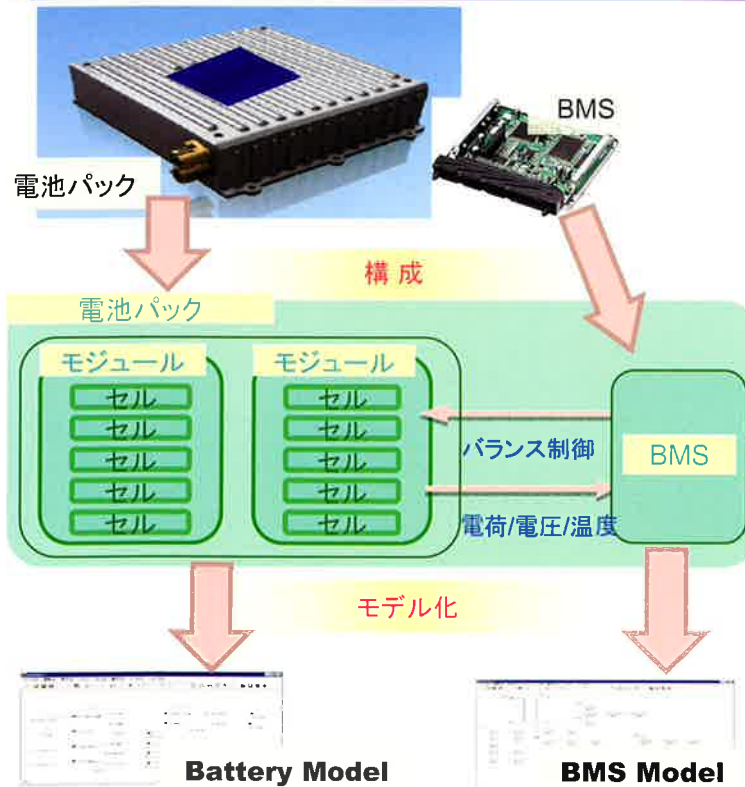 BMS
電池パック
構成
電池パック
モジュール
セル
セル
セル
セル
セル
モジュール
セル
セル
セル
セル
セル
バランス制御
電荷/電圧/温度
BMS
モデル化
Battery Model
BMS Model